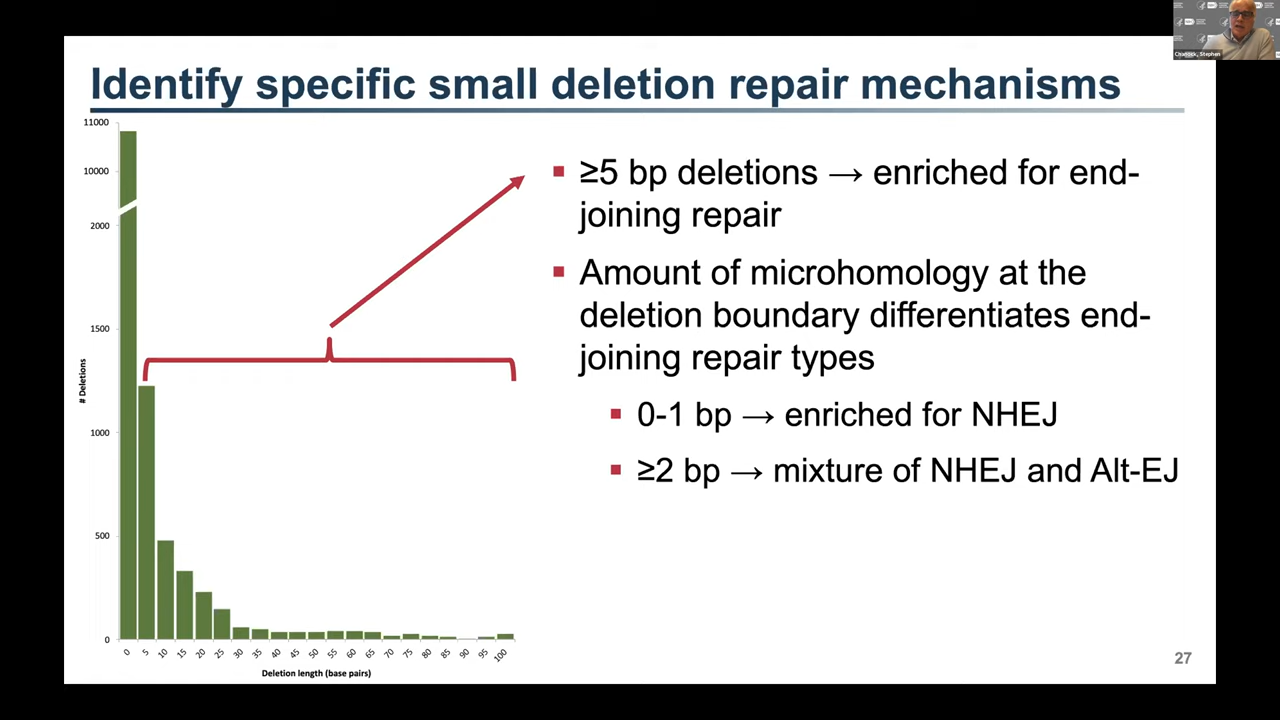 Chanock, Stephen
Identify specific small deletion repair mechanisms
11000
10000
2000
1500
1000
500
0
# Deletions
0 5 10 15 20 25 30 35 40 45 50 55 60 65 70 75 80 85 90 95 100
Deletion length (base pairs)
≥5 bp deletions → enriched for end-
joining repair
Amount of microhomology at the
deletion boundary differentiates end-
joining repair types
0-1 bp → enriched for NHEJ
≥2 bp → mixture of NHEJ and Alt-EJ
27